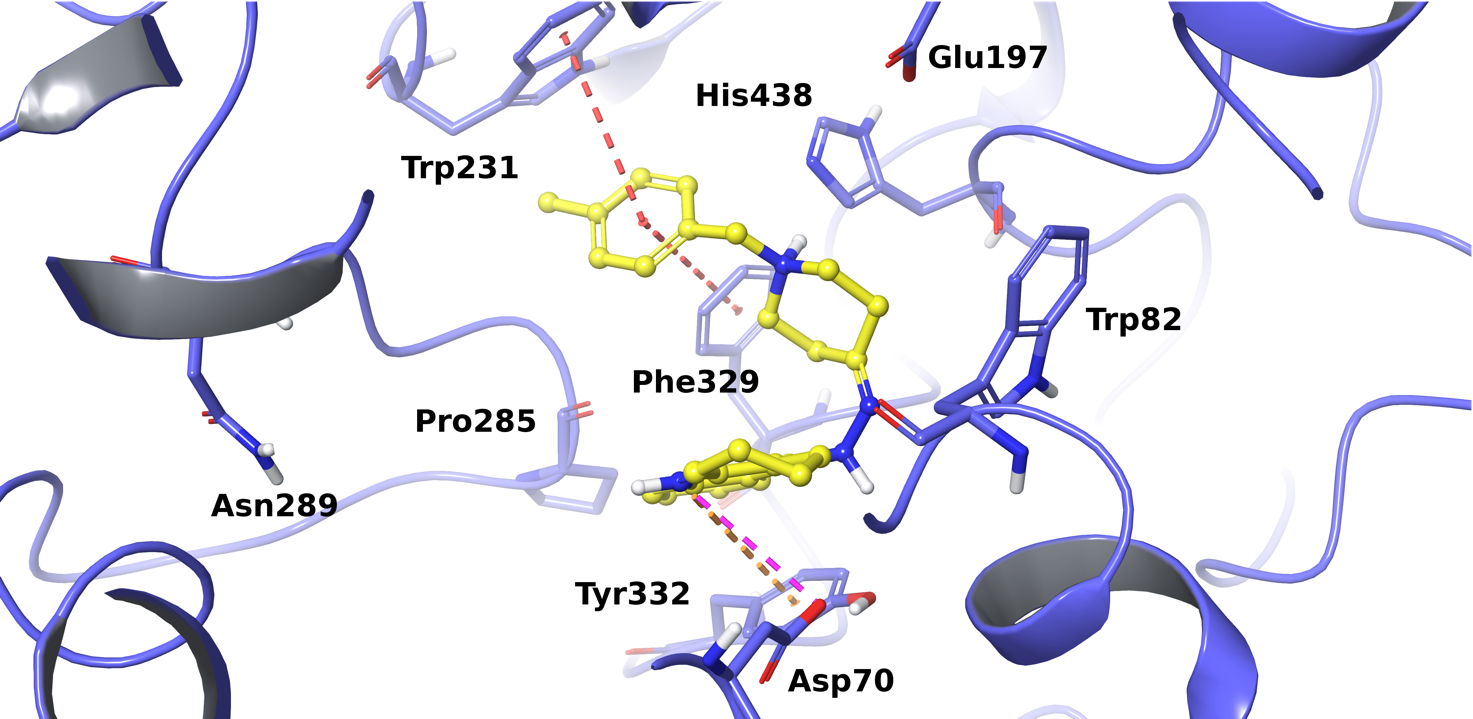 Glu197
His438
Trp231
Trp82
Phe329
Pro285
Asn289
Tyr332
Asp70